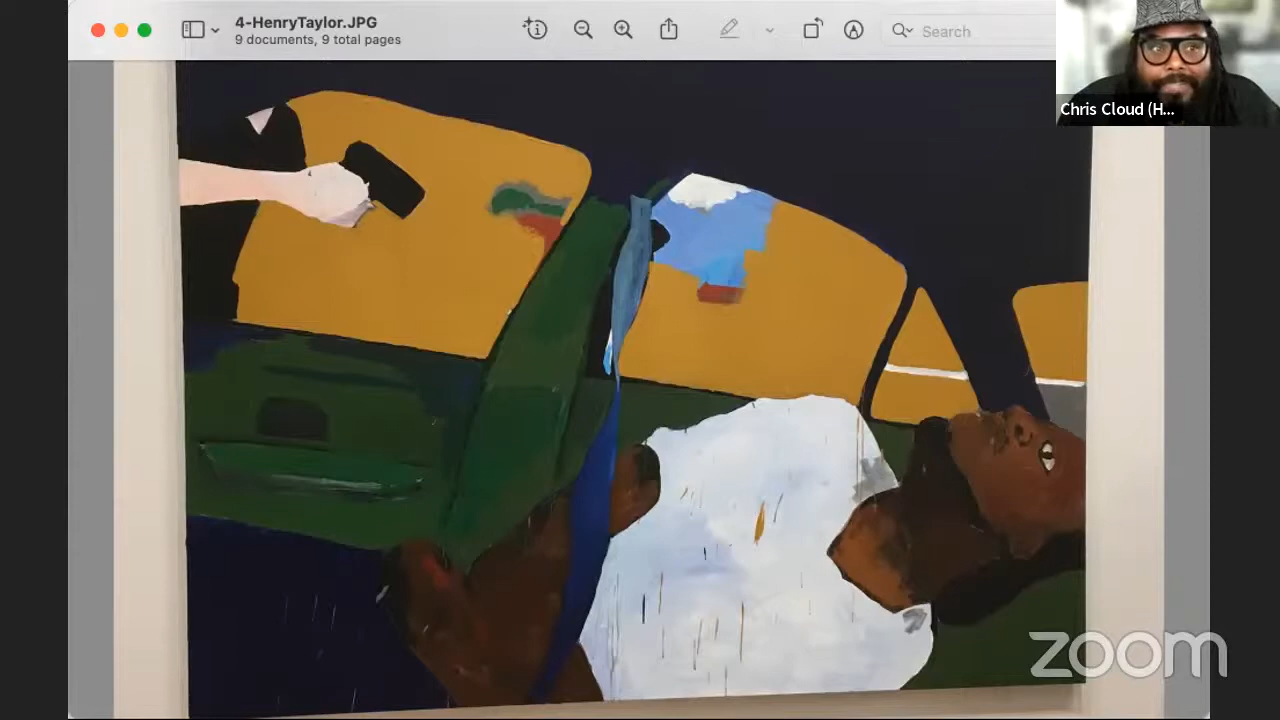 4-HenryTaylor.JPG
9 documents, 9 total pages
Search
Chris Cloud (H...
zoom